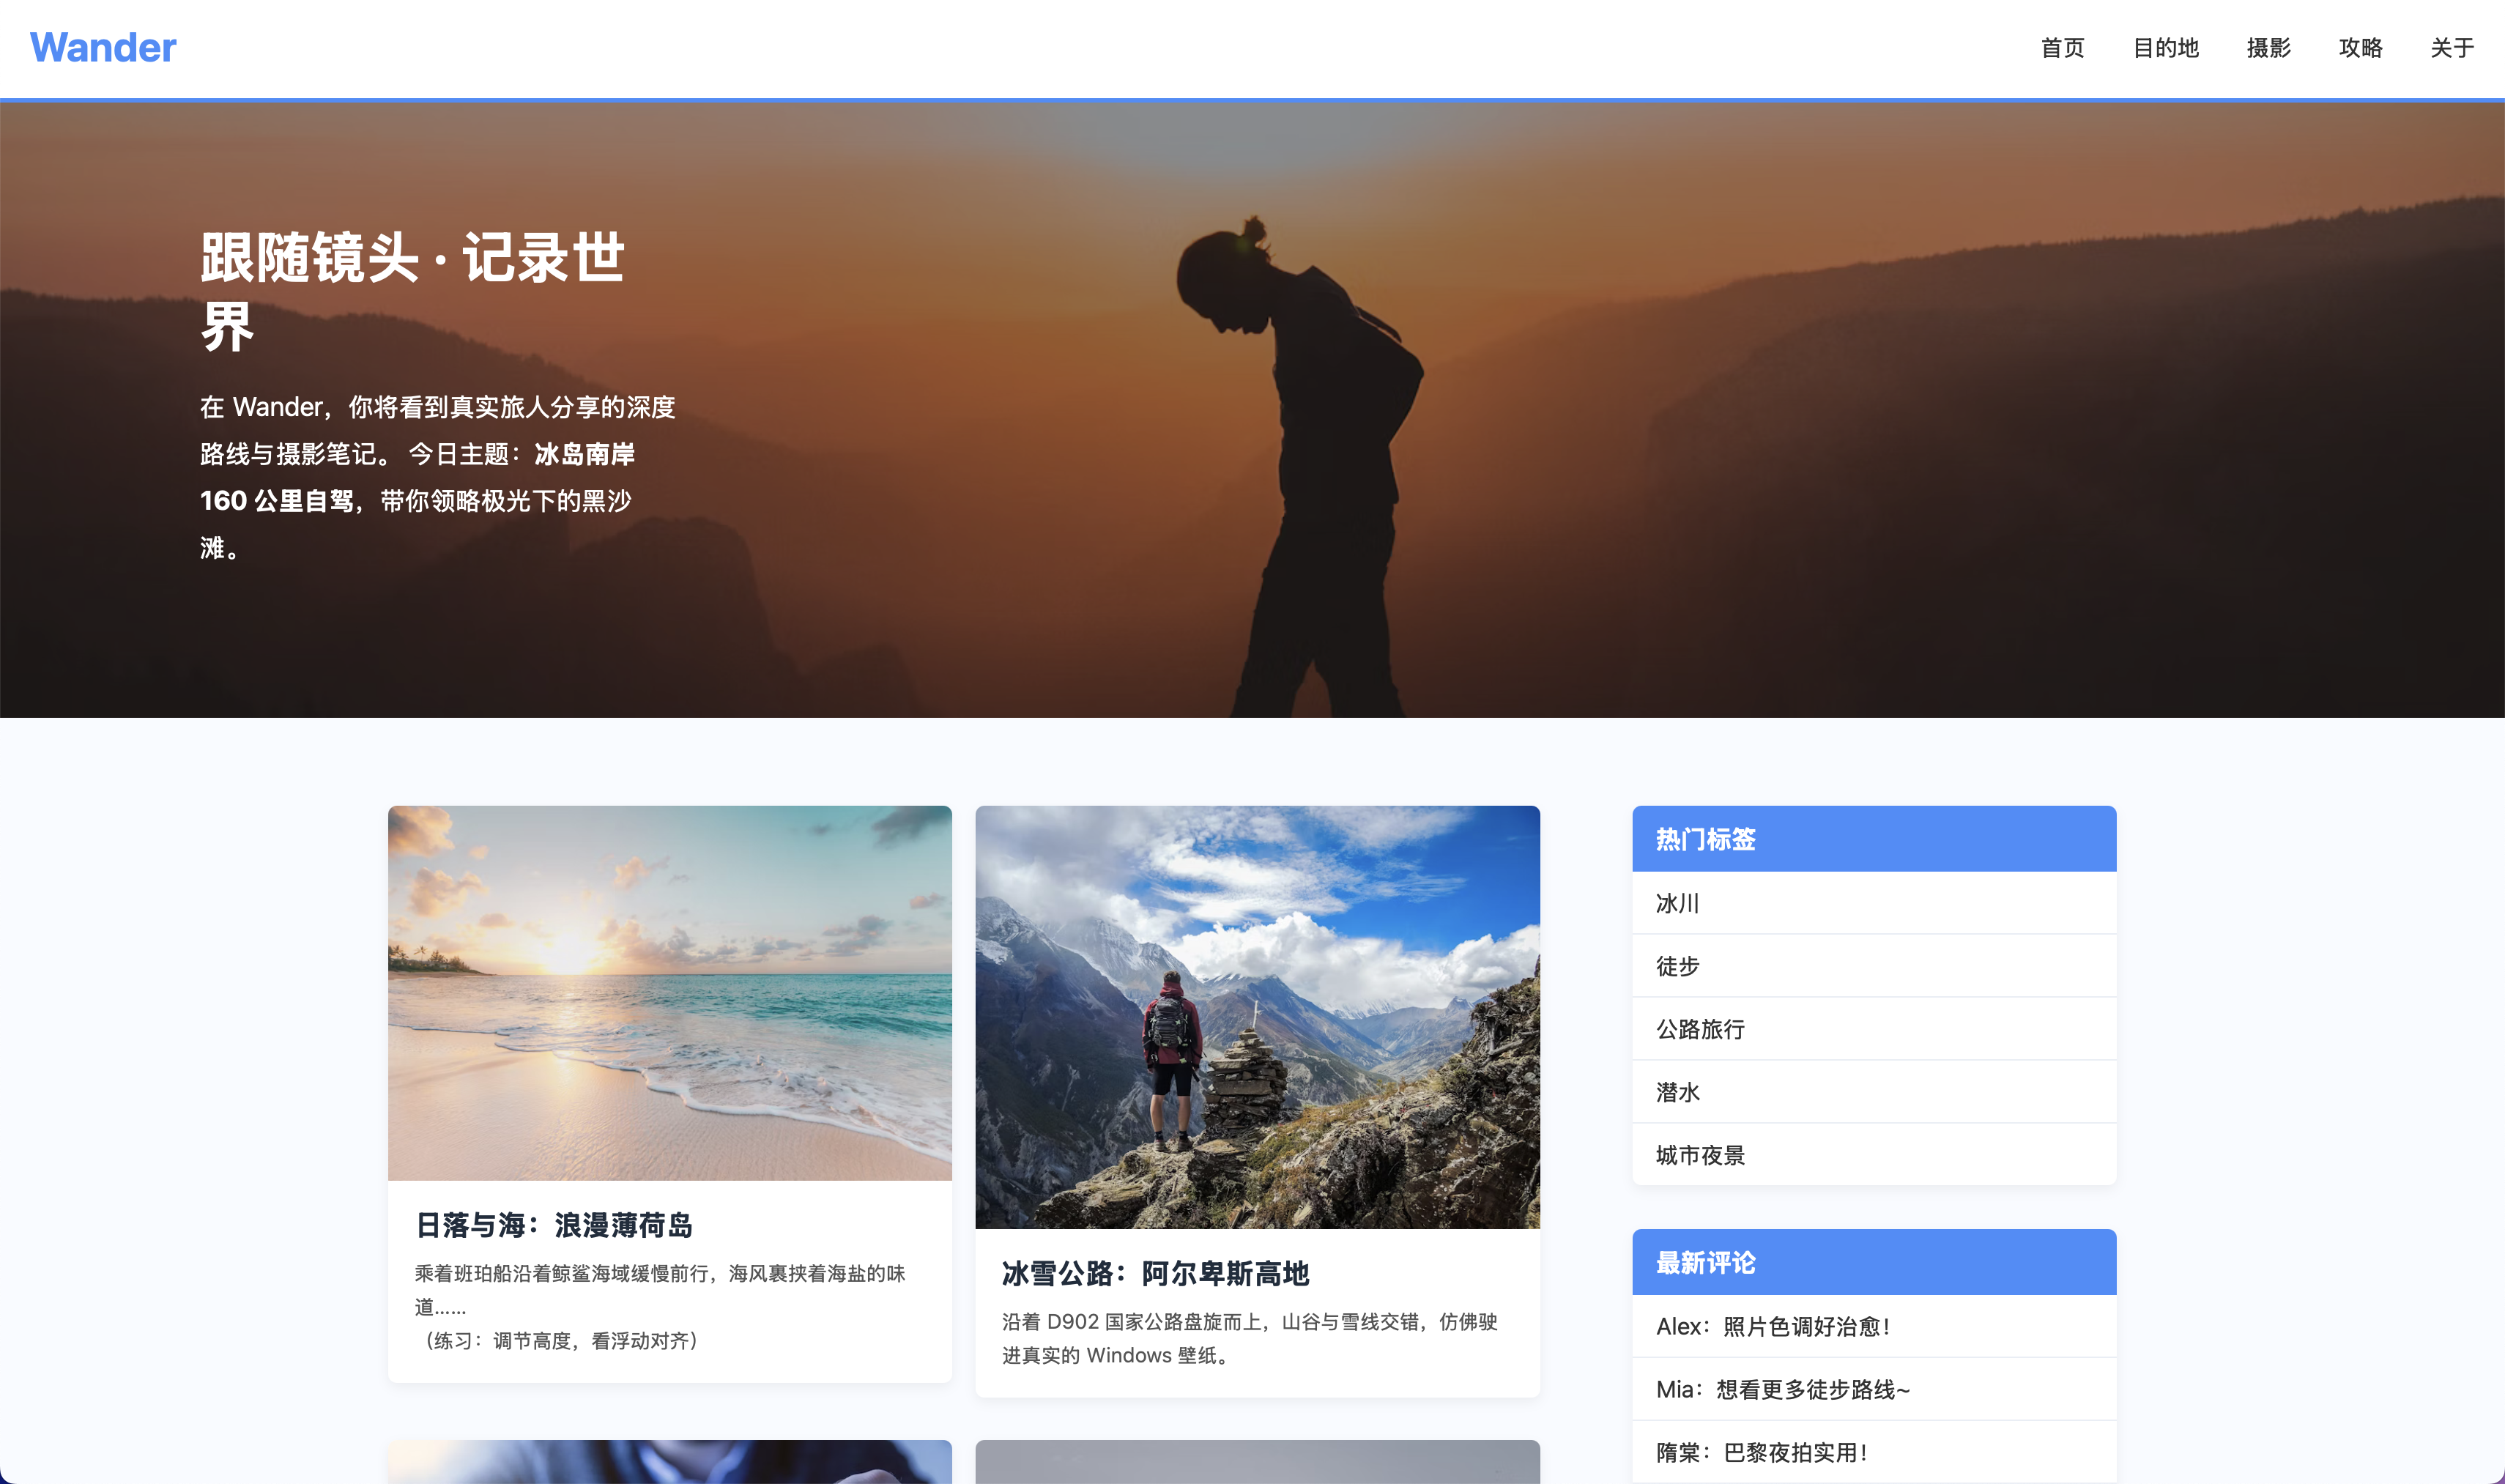 Wander
首页
目的地
摄影
攻略
关于
跟随镜头 · 记录世
界
在 Wander，你将看到真实旅人分享的深度
路线与摄影笔记。 今日主题：冰岛南岸
160 公里自驾，带你领略极光下的黑沙
滩。
日落与海：浪漫薄荷岛
乘着班珀船沿着鲸鲨海域缓慢前行，海风裹挟着海盐的味
道……
（练习：调节高度，看浮动对齐）
冰雪公路：阿尔卑斯高地
沿着 D902 国家公路盘旋而上，山谷与雪线交错，仿佛驶
进真实的 Windows 壁纸。
热门标签
冰川
徒步
公路旅行
潜水
城市夜景
最新评论
Alex：照片色调好治愈！
Mia：想看更多徒步路线~
隋棠：巴黎夜拍实用！